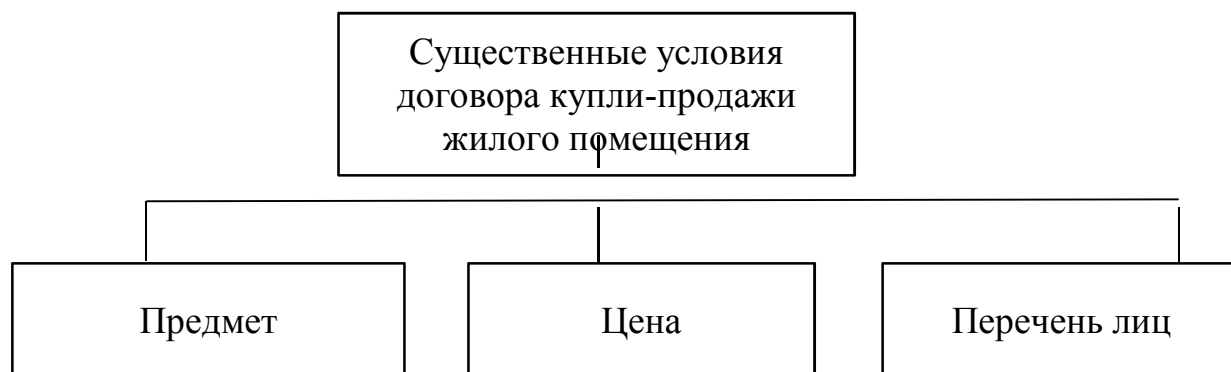 Существенные условия
договора купли-продажи
жилого помещения
Предмет
Цена
Перечень лиц